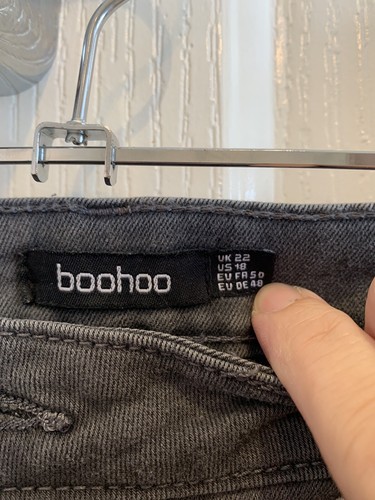 boohoo
UK 22
US 18
EU FR 50
EU DE 48